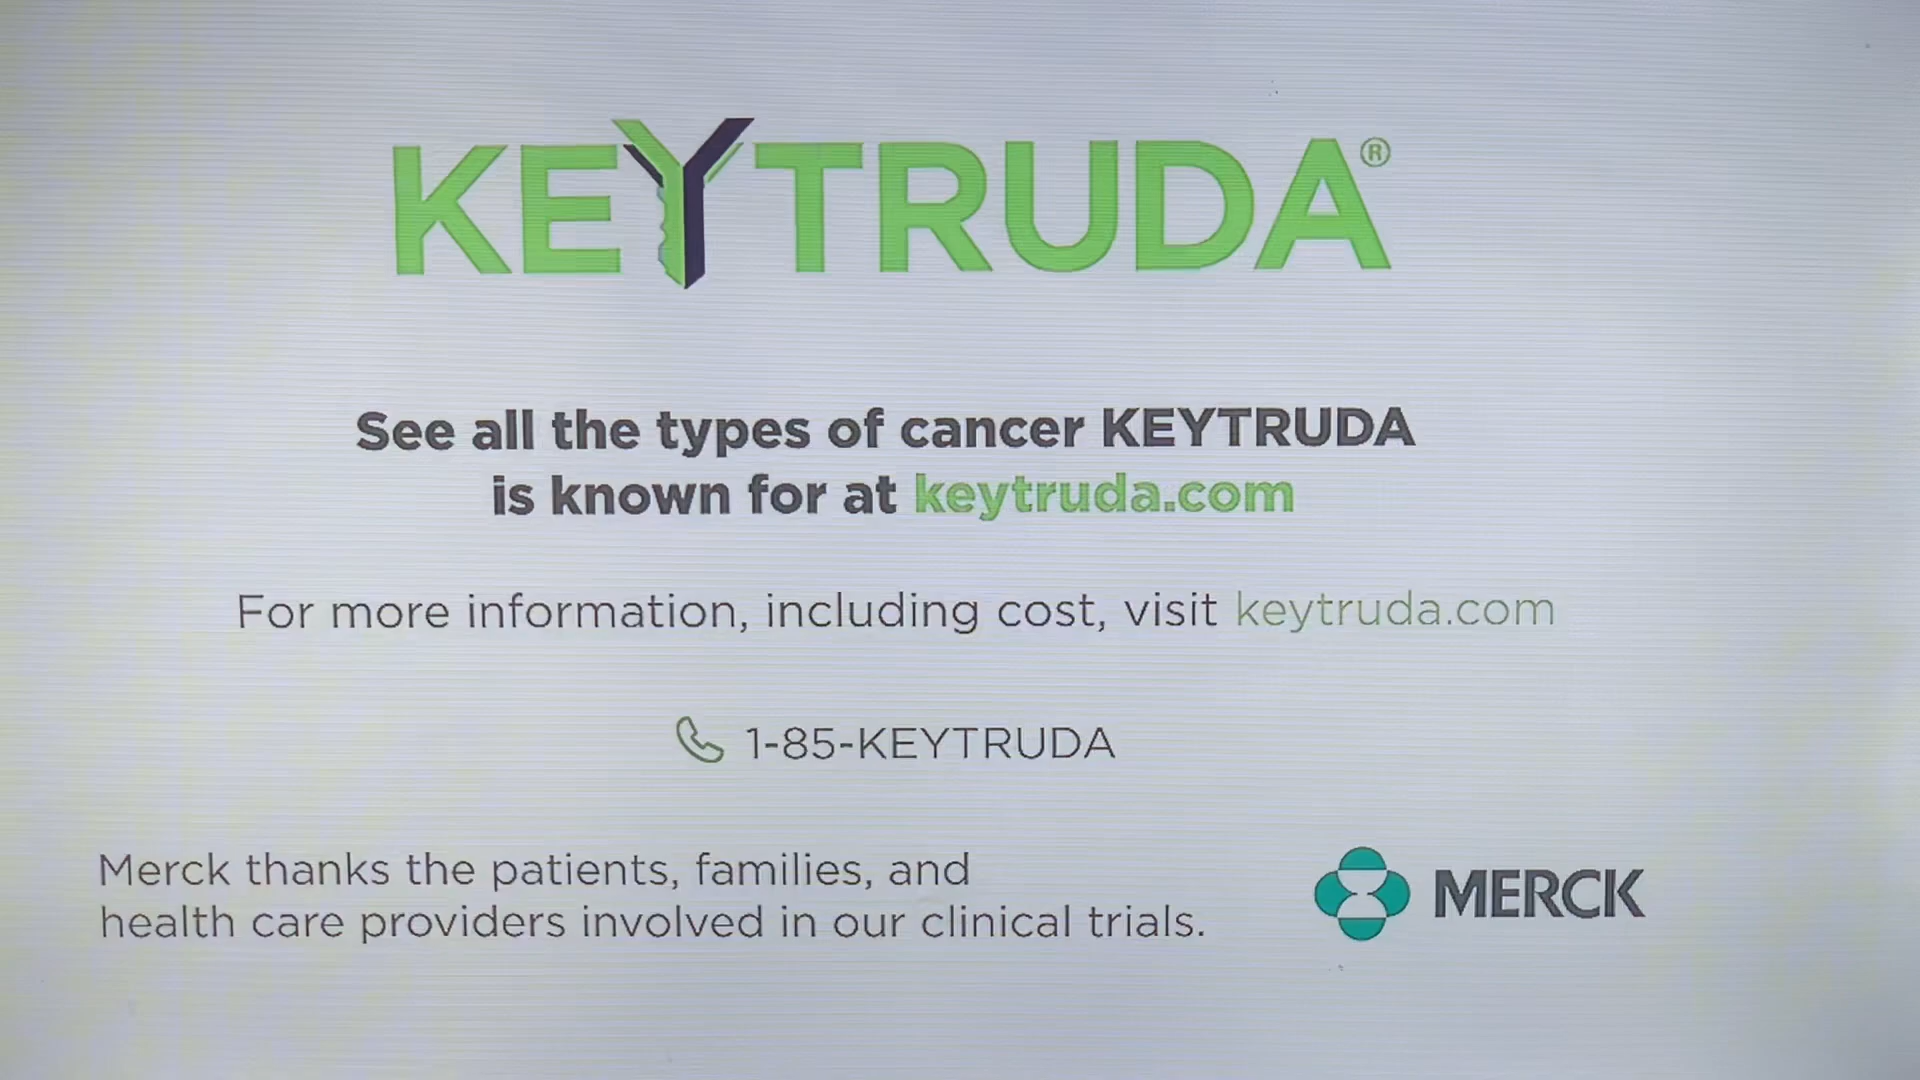 KEYTRUDA®
See all the types of cancer KEYTRUDA
is known for at keytruda.com
For more information, including cost, visit keytruda.com
1-85-KEYTRUDA
Merck thanks the patients, families, and
health care providers involved in our clinical trials.
MERCK